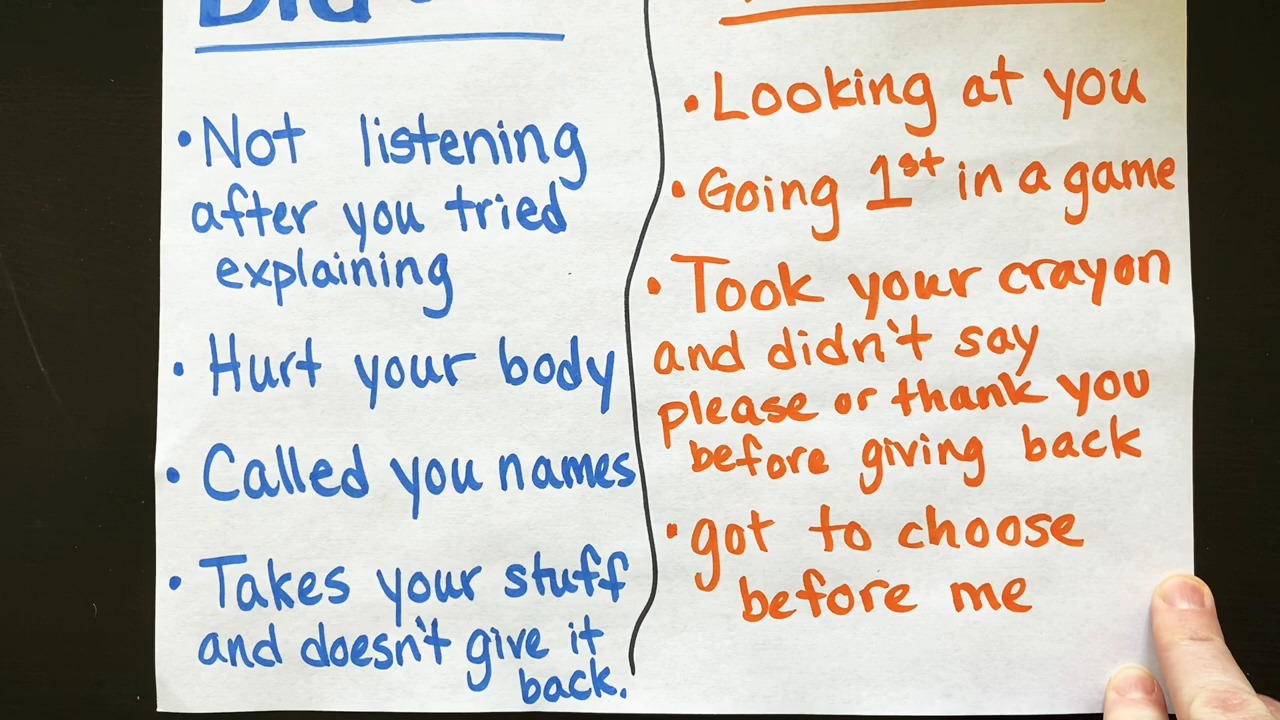 • Not listening
after you tried
explaining
• Hurt your body
• Called you names
• Takes your stuff
and doesn't give it
back.
• Looking at you
• Going 1st in a game
• Took your crayon
and didn't say
please or thank you
before giving back
• got to choose
before me